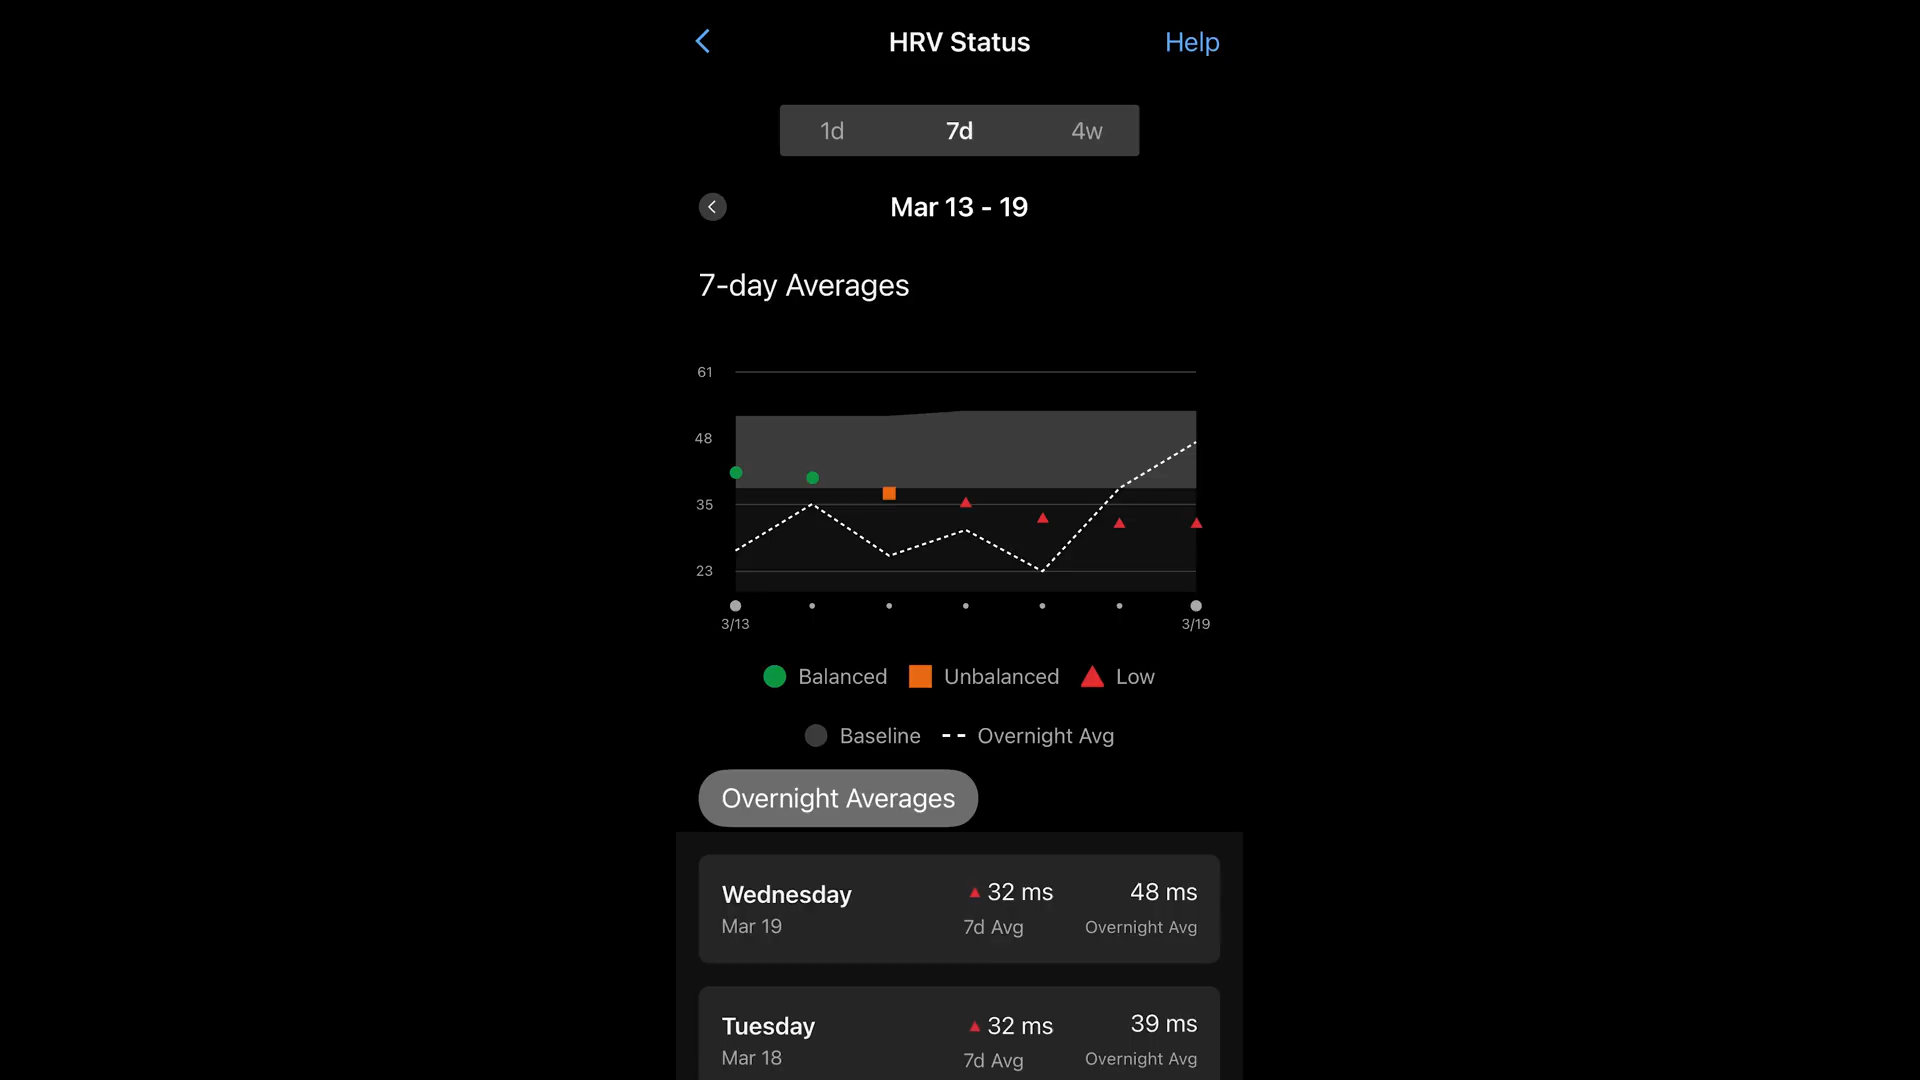 HRV Status
Help
1d 7d 4w
Mar 13 - 19
7-day Averages
61
48
35
23
3/13 3/19
Balanced Unbalanced Low
Baseline Overnight Avg
Overnight Averages
Wednesday 32 ms 48 ms
Mar 19 7d Avg Overnight Avg
Tuesday 32 ms 39 ms
Mar 18 7d Avg Overnight Avg